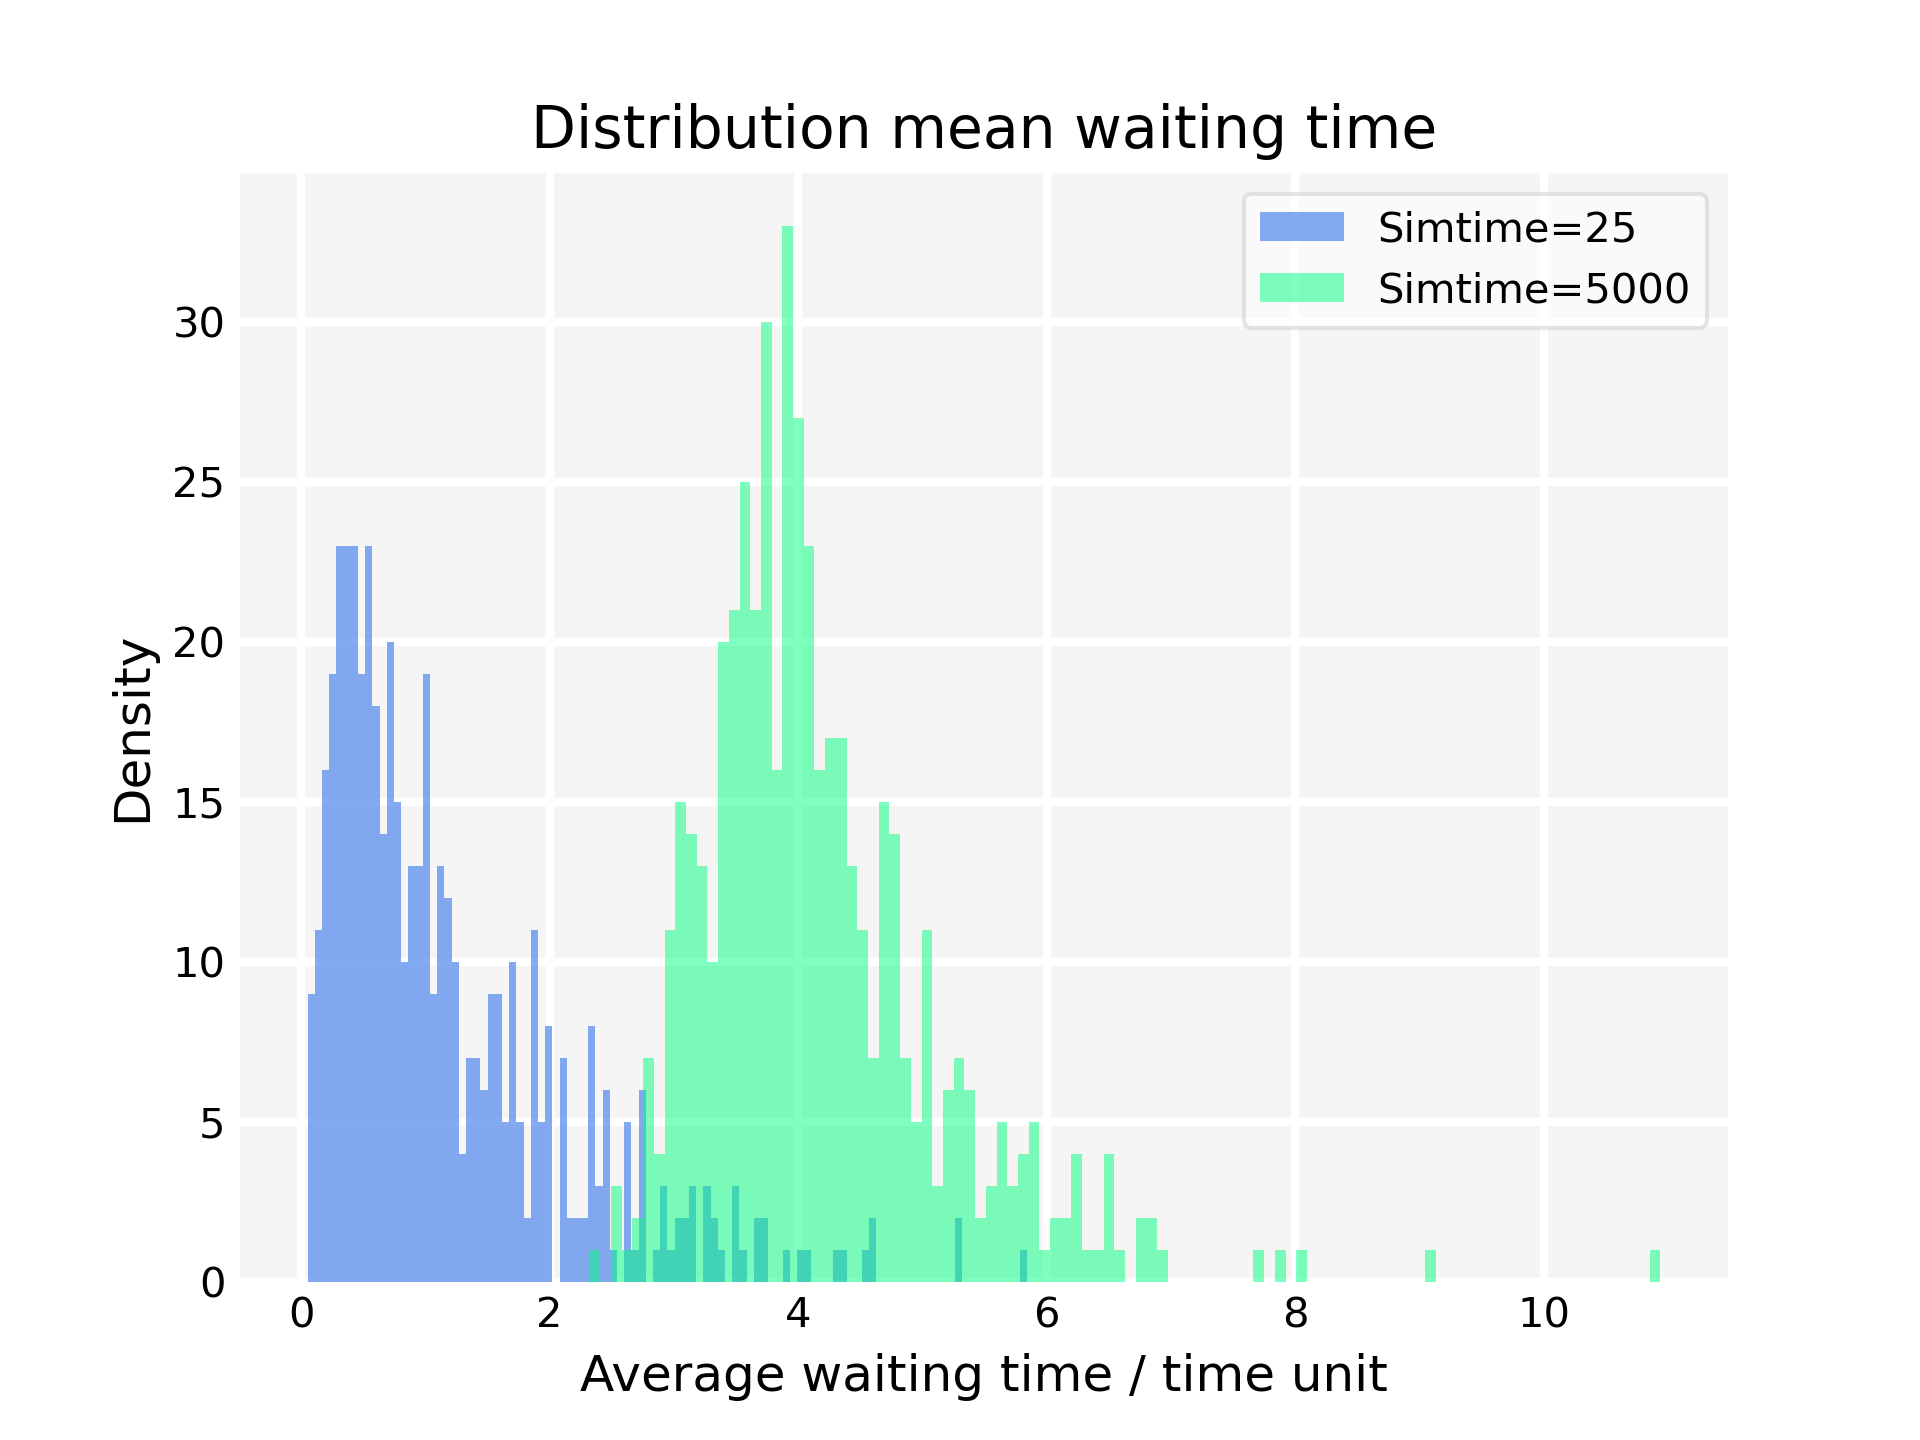 Distribution mean waiting time
Simtime=25
Simtime=5000
30
25
20
15
10
5
0
Density
0 2 4 6 8 10
Average waiting time / time unit